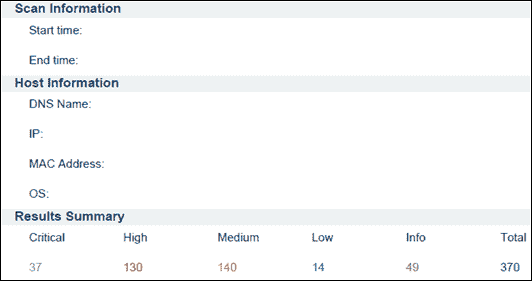 Scan Information
Start time:
End time:
Host Information
DNS Name:
IP:
MAC Address:
OS:
Results Summary
Critical High Medium Low Info Total
37 130 140 14 49 370